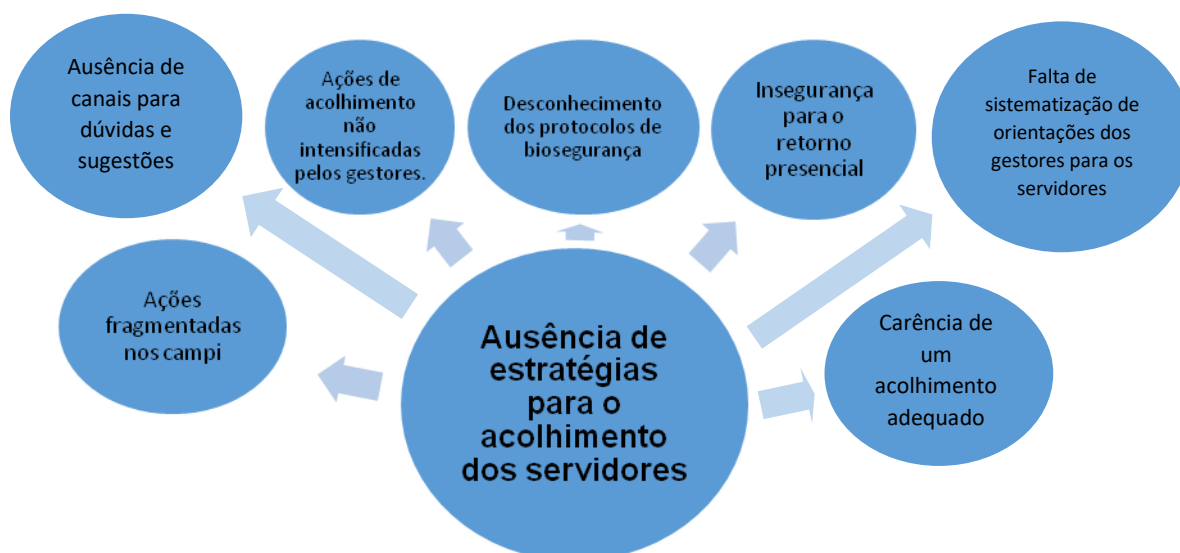 Ausência de
canais para
dúvidas e
sugestões
Ações de
acolhimento
não
intensificadas
pelos gestores.
Desconhecimento
dos protocolos de
biosegurança
Insegurança
para o
retorno
presencial
Falta de
sistematização de
orientações dos
gestores para os
servidores
Ações
fragmentadas
nos campi
Ausência de
estratégias
para o
acolhimento
dos servidores
Carência de
um
acolhimento
adequado